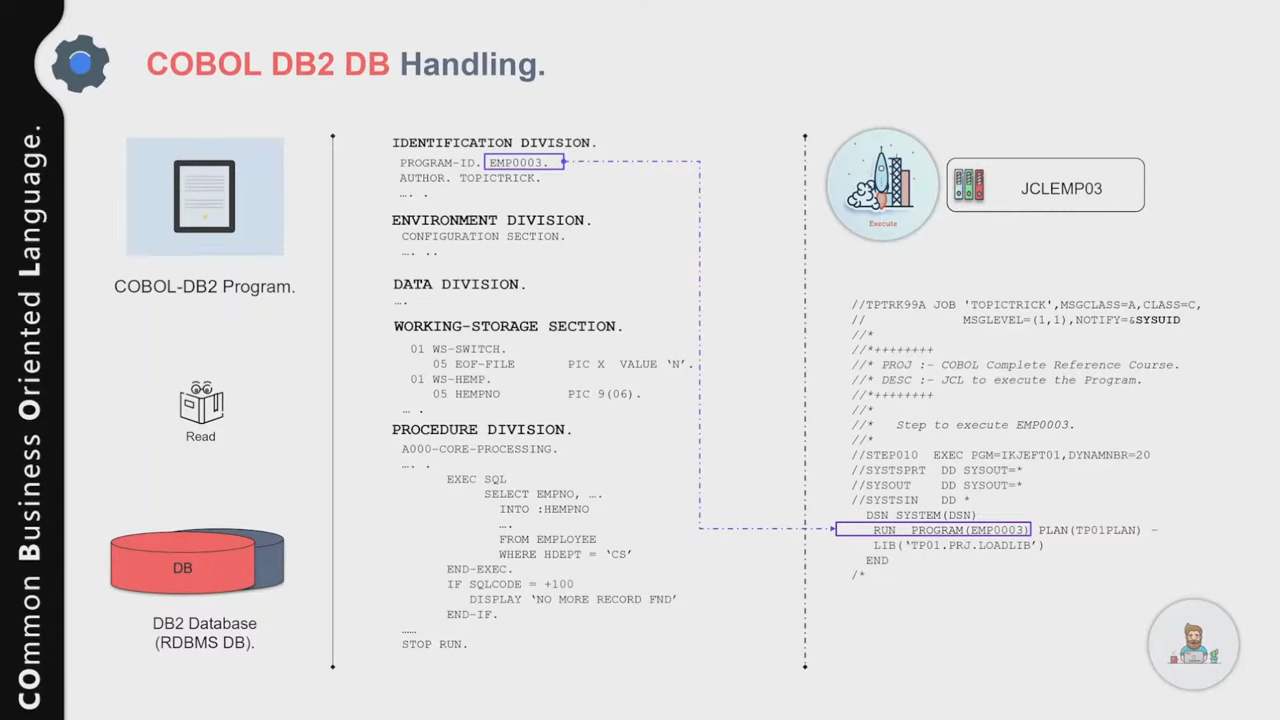 COBOL DB2 DB Handling.
COmmon Business Oriented Language.
COBOL-DB2 Program.
Read
DB
DB2 Database
(RDBMS DB).
IDENTIFICATION DIVISION.
PROGRAM-ID. EMP0003.
AUTHOR. TOPICTRICK.
…. .
ENVIRONMENT DIVISION.
CONFIGURATION SECTION.
…. ..
DATA DIVISION.
….
WORKING-STORAGE SECTION.
01 WS-SWITCH.
05 EOF-FILE PIC X VALUE ‘N’.
01 WS-HEMP.
05 HEMPNO PIC 9(06).
… .
PROCEDURE DIVISION.
A000-CORE-PROCESSING.
…. .
EXEC SQL
SELECT EMPNO, ….
INTO :HEMPNO
….
FROM EMPLOYEE
WHERE HDEPT = ‘CS’
END-EXEC.
IF SQLCODE = +100
DISPLAY ‘NO MORE RECORD FND’
END-IF.
……
STOP RUN.
Execute
JCLEMP03
//TPTRK99A JOB 'TOPICTRICK',MSGCLASS=A,CLASS=C,
// MSGLEVEL=(1,1),NOTIFY=&SYSUID
//*
//*++++++++
//* PROJ :- COBOL Complete Reference Course.
//* DESC :- JCL to execute the Program.
//*++++++++
//*
//* Step to execute EMP0003.
//*
//STEP010 EXEC PGM=IKJEFT01,DYNAMNBR=20
//SYSTSPRT DD SYSOUT=*
//SYSOUT DD SYSOUT=*
//SYSTSIN DD *
DSN SYSTEM(DSN)
RUN PROGRAM(EMP0003) PLAN(TP01PLAN) –
LIB(‘TP01.PRJ.LOADLIB’)
END
/*